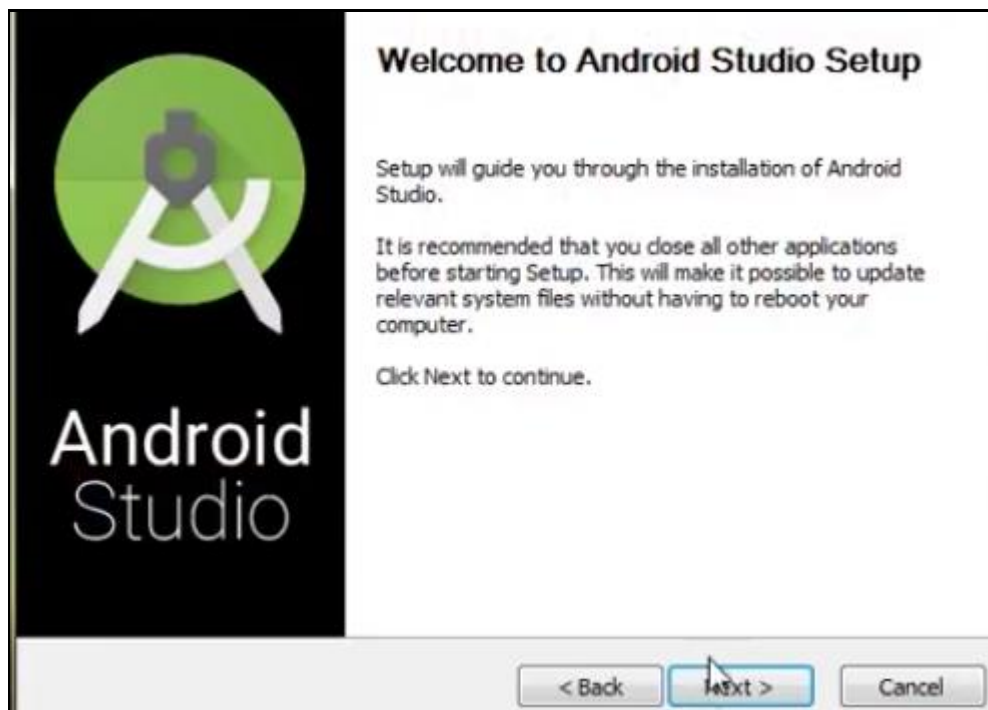 Welcome to Android Studio Setup
Setup will guide you through the installation of Android
Studio.
It is recommended that you close all other applications
before starting Setup. This will make it possible to update
relevant system files without having to reboot your
computer.
Click Next to continue.
Android
Studio
< Back Next > Cancel